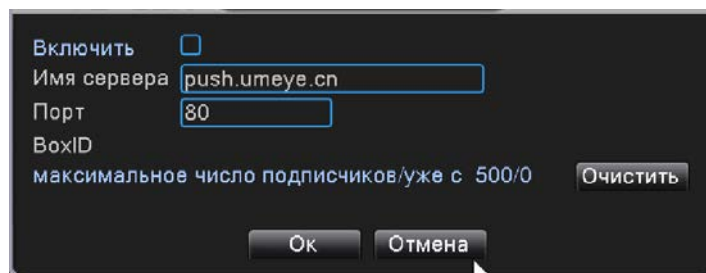 Включить
Имя сервера push.umeye.cn
Порт 80
BoxID
максимальное число подписчиков/уже с 500/0 Очистить
Ок Отмена